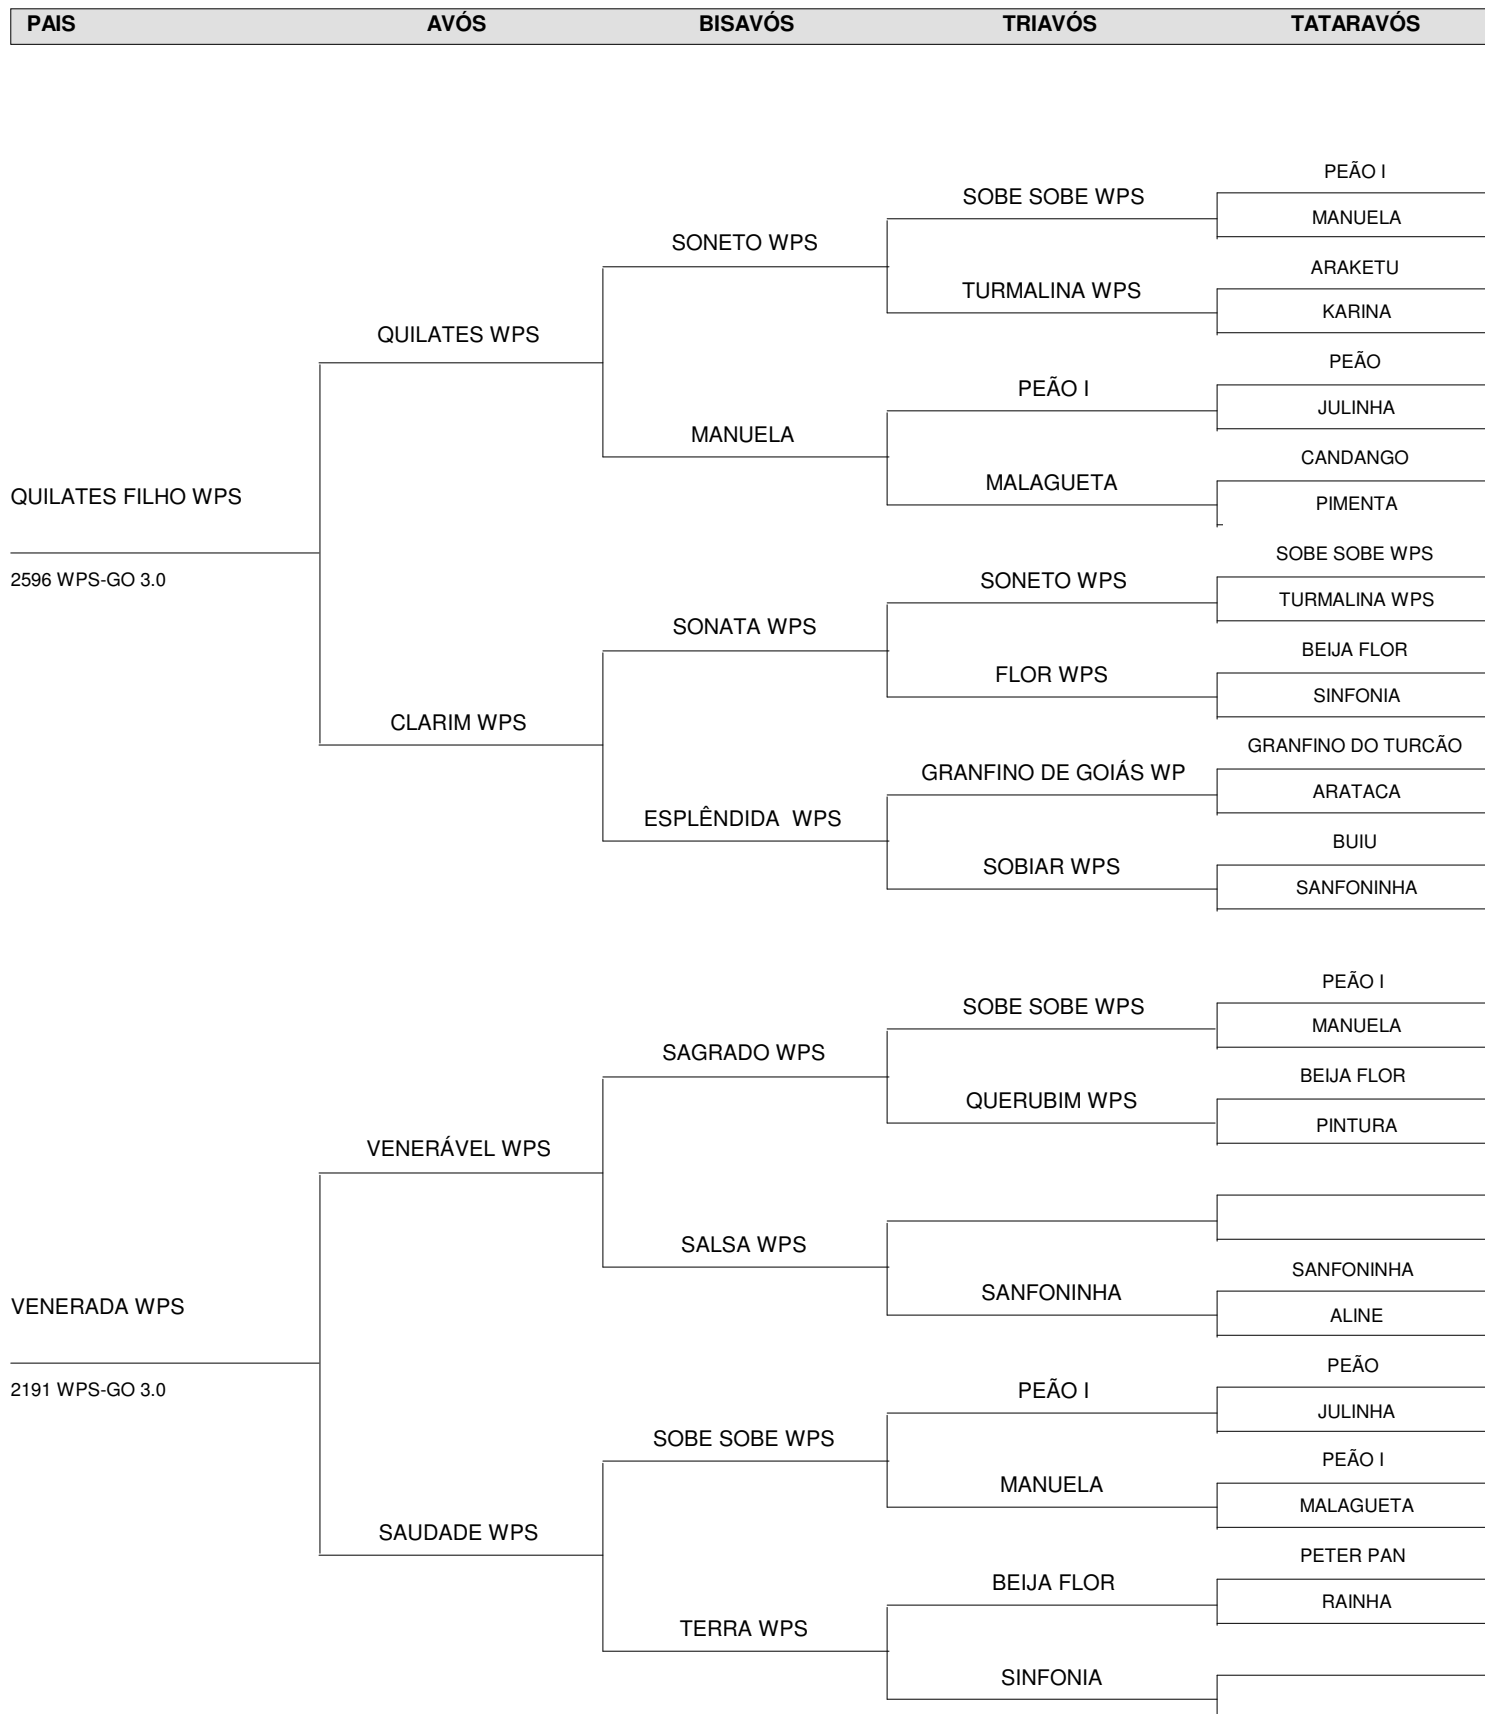 PAIS AVÓS BISAVÓS TRIAVÓS TATARAVÓS
PEÃO I
SOBE SOBE WPS
MANUELA
SONETO WPS
ARAKETU
TURMALINA WPS
KARINA
QUILATES WPS
PEÃO
PEÃO I
JULINHA
MANUELA
CANDANGO
MALAGUETA
QUILATES FILHO WPS
PIMENTA
SOBE SOBE WPS
2596 WPS-GO 3.0
SONETO WPS
TURMALINA WPS
SONATA WPS
BEIJA FLOR
FLOR WPS
SINFONIA
CLARIM WPS
GRANFINO DO TURCÃO
GRANFINO DE GOIÁS WP
ARATACA
ESPLÊNDIDA WPS
BUIU
SOBIAR WPS
SANFONINHA
PEÃO I
SOBE SOBE WPS
MANUELA
SAGRADO WPS
BEIJA FLOR
QUERUBIM WPS
PINTURA
VENERÁVEL WPS
SALSA WPS
SANFONINHA
SANFONINHA
VENERADA WPS
ALINE
PEÃO
2191 WPS-GO 3.0
PEÃO I
JULINHA
SOBE SOBE WPS
PEÃO I
MANUELA
MALAGUETA
SAUDADE WPS
PETER PAN
BEIJA FLOR
RAINHA
TERRA WPS
SINFONIA